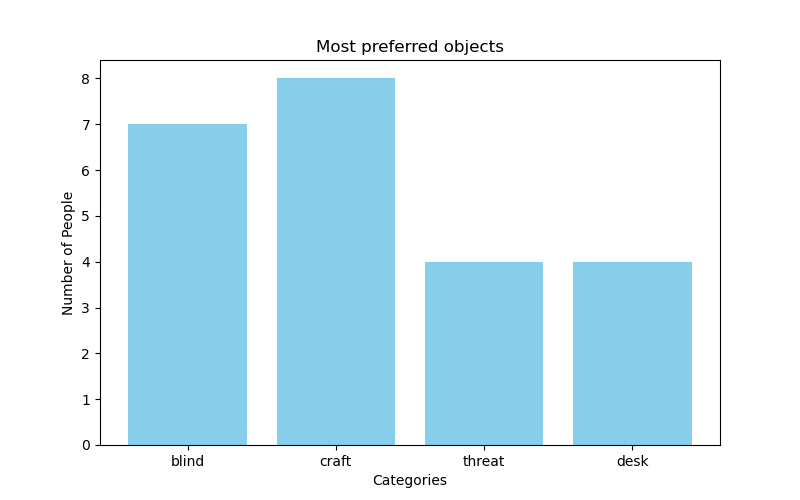 Most preferred objects
Number of People
8
7
6
5
4
3
2
1
0
blind craft threat desk
Categories